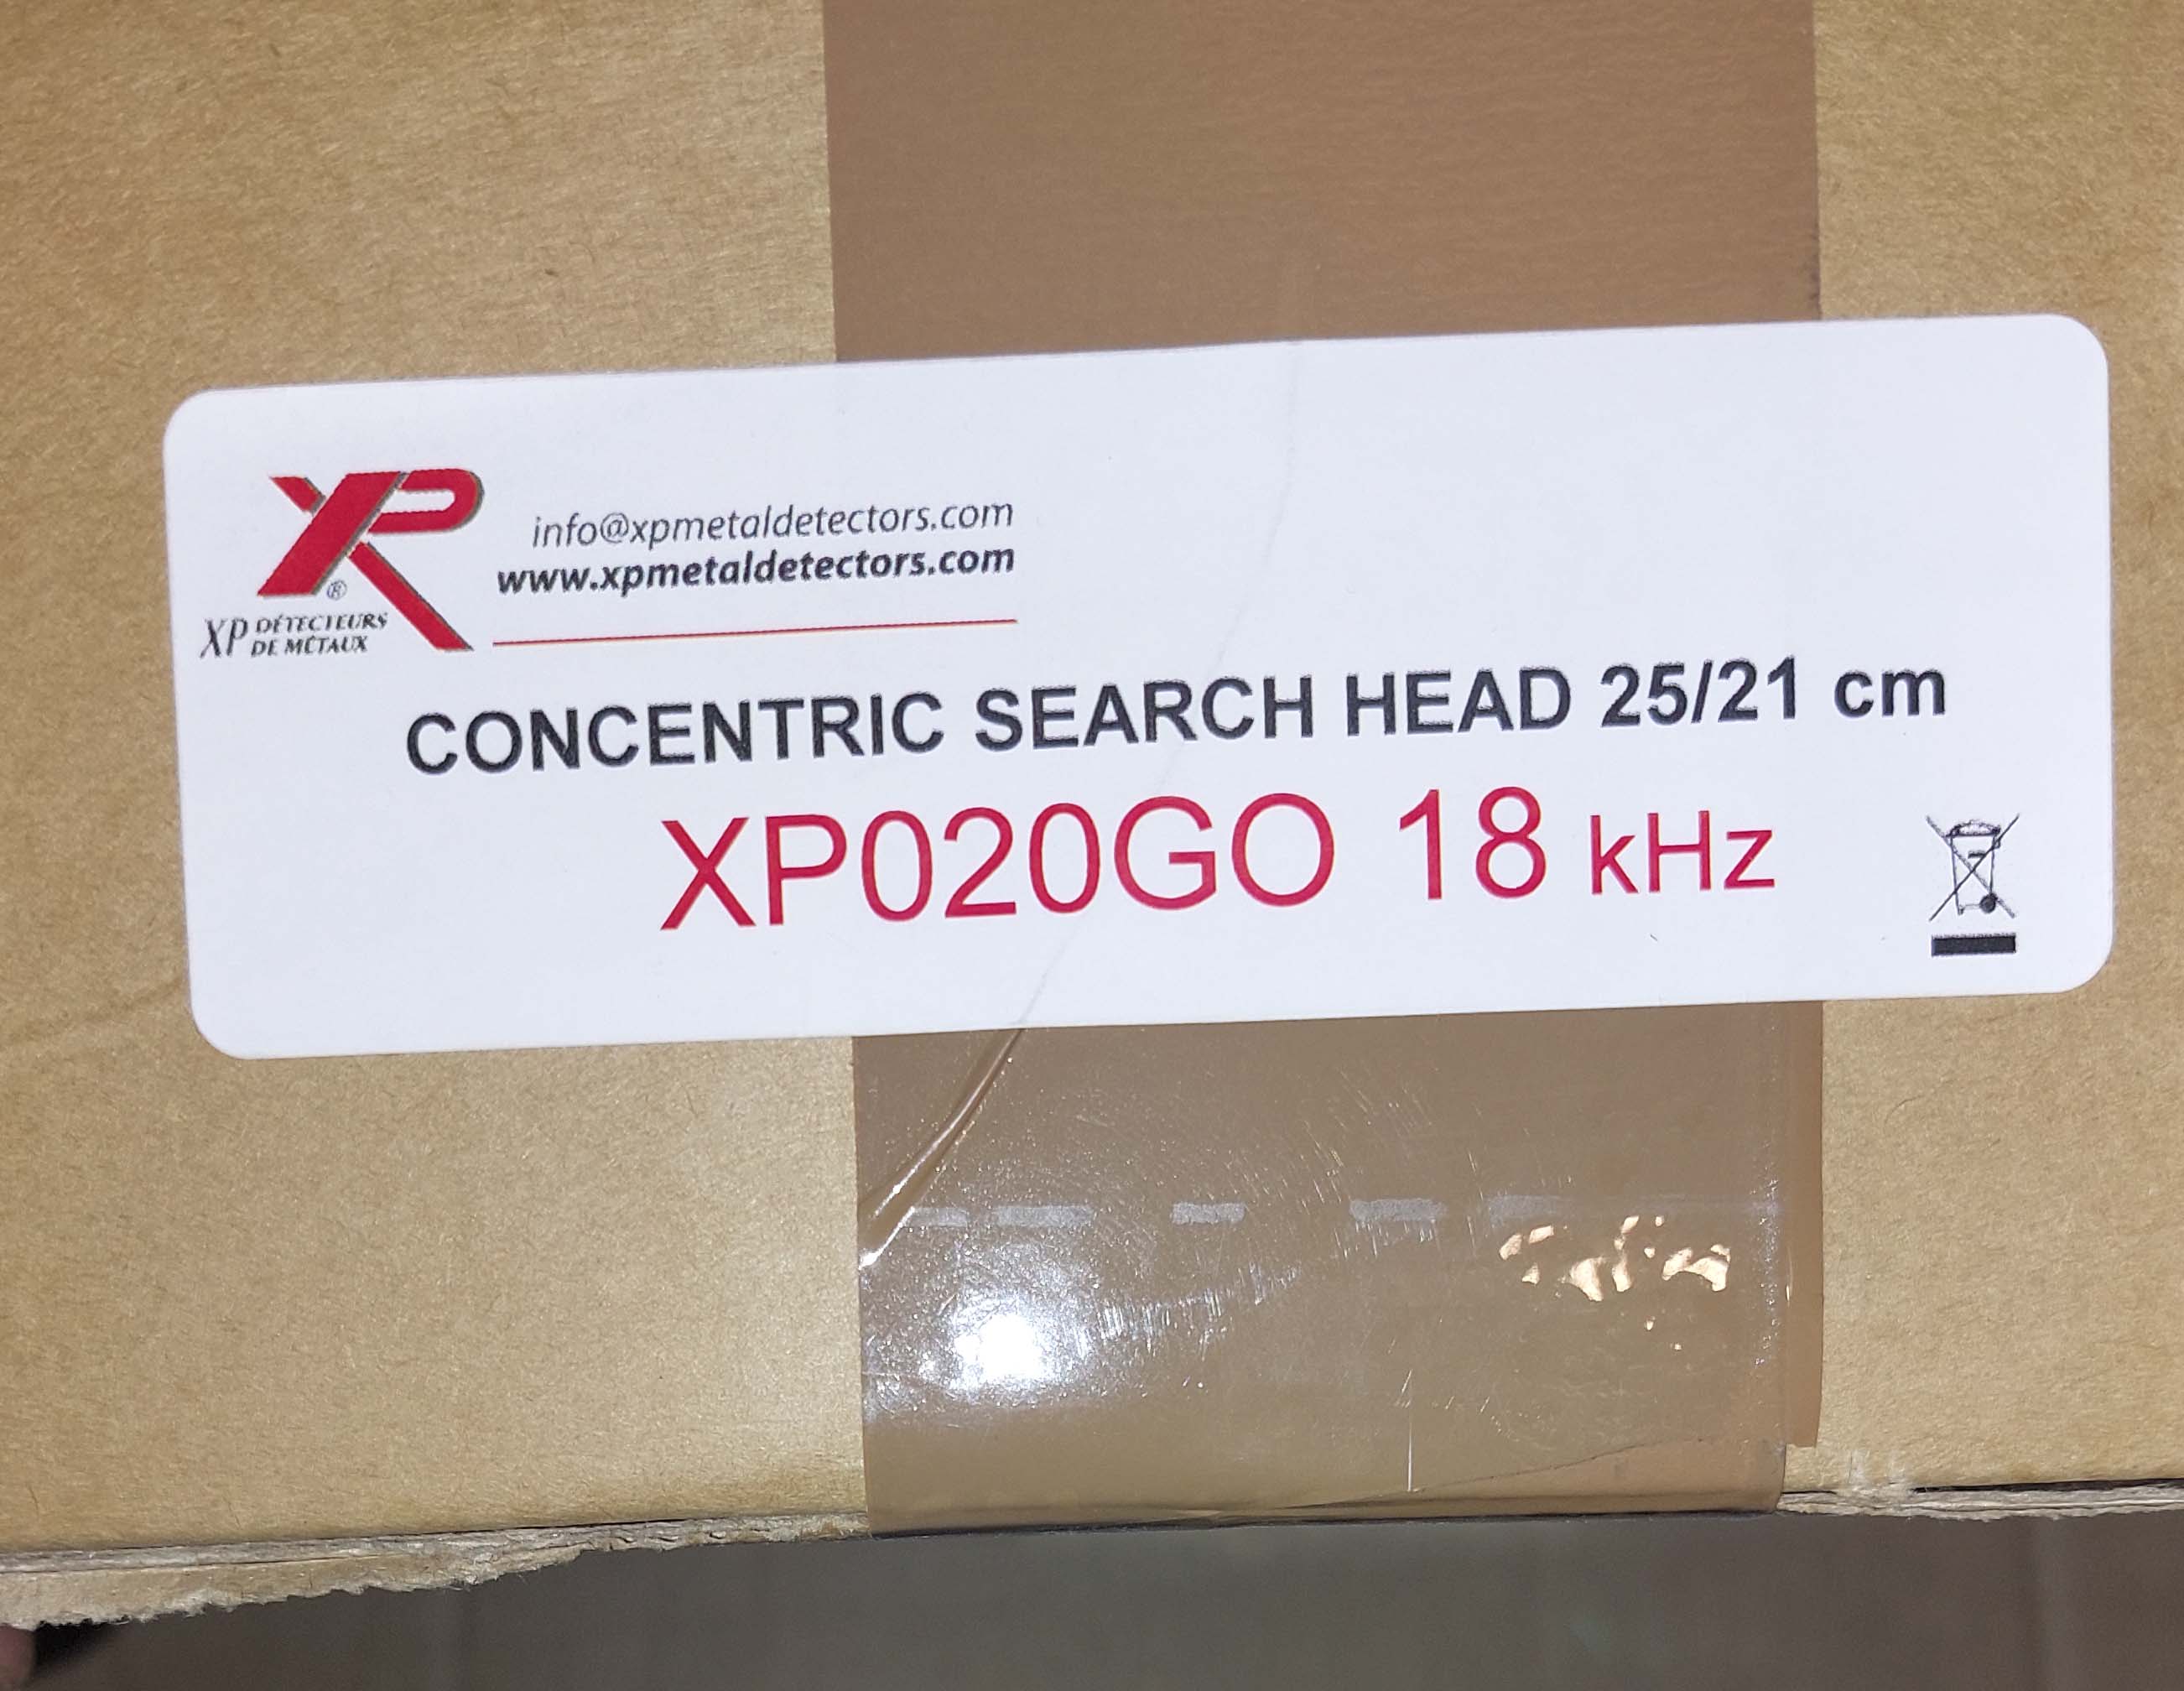 XP
®
XP DÉTECTEURS
DE MÉTAUX
info@xpmetaldetectors.com
www.xpmetaldetectors.com
CONCENTRIC SEARCH HEAD 25/21 cm
XP020GO 18 kHz